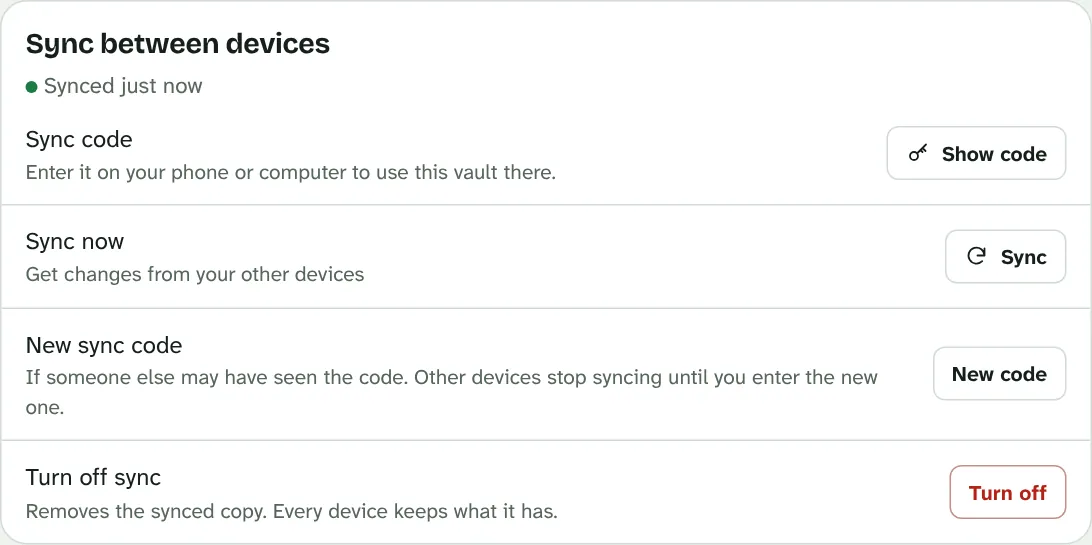 Sync between devices
Synced just now
Sync code
Enter it on your phone or computer to use this vault there.
Show code
Sync now
Get changes from your other devices
Sync
New sync code
If someone else may have seen the code. Other devices stop syncing until you enter the new
one.
New code
Turn off sync
Removes the synced copy. Every device keeps what it has.
Turn off